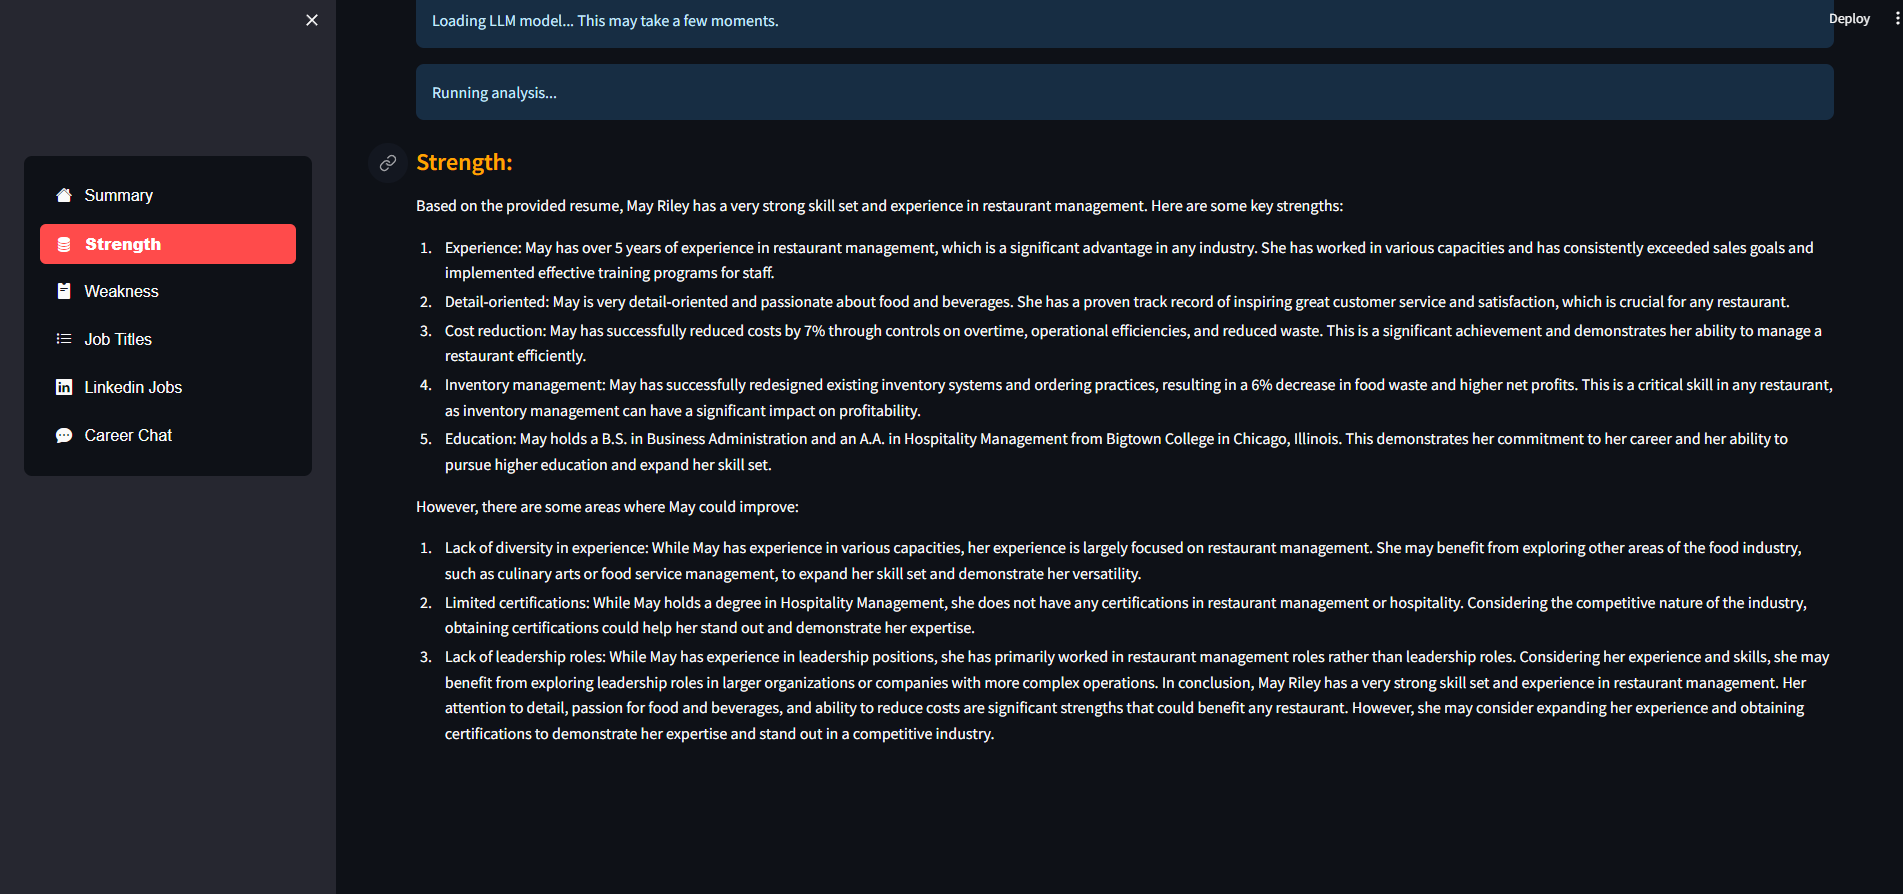 Loading LLM model... This may take a few moments.
Deploy
Running analysis...
Summary
Strength
Weakness
Job Titles
Linkedin Jobs
Career Chat
Strength:
Based on the provided resume, May Riley has a very strong skill set and experience in restaurant management. Here are some key strengths:
1. Experience: May has over 5 years of experience in restaurant management, which is a significant advantage in any industry. She has worked in various capacities and has consistently exceeded sales goals and
implemented effective training programs for staff.
2. Detail-oriented: May is very detail-oriented and passionate about food and beverages. She has a proven track record of inspiring great customer service and satisfaction, which is crucial for any restaurant.
3. Cost reduction: May has successfully reduced costs by 7% through controls on overtime, operational efficiencies, and reduced waste. This is a significant achievement and demonstrates her ability to manage a
restaurant efficiently.
4. Inventory management: May has successfully redesigned existing inventory systems and ordering practices, resulting in a 6% decrease in food waste and higher net profits. This is a critical skill in any restaurant,
as inventory management can have a significant impact on profitability.
5. Education: May holds a B.S. in Business Administration and an A.A. in Hospitality Management from Bigtown College in Chicago, Illinois. This demonstrates her commitment to her career and her ability to
pursue higher education and expand her skill set.
However, there are some areas where May could improve:
1. Lack of diversity in experience: While May has experience in various capacities, her experience is largely focused on restaurant management. She may benefit from exploring other areas of the food industry,
such as culinary arts or food service management, to expand her skill set and demonstrate her versatility.
2. Limited certifications: While May holds a degree in Hospitality Management, she does not have any certifications in restaurant management or hospitality. Considering the competitive nature of the industry,
obtaining certifications could help her stand out and demonstrate her expertise.
3. Lack of leadership roles: While May has experience in leadership positions, she has primarily worked in restaurant management roles rather than leadership roles. Considering her experience and skills, she may
benefit from exploring leadership roles in larger organizations or companies with more complex operations. In conclusion, May Riley has a very strong skill set and experience in restaurant management. Her
attention to detail, passion for food and beverages, and ability to reduce costs are significant strengths that could benefit any restaurant. However, she may consider expanding her experience and obtaining
certifications to demonstrate her expertise and stand out in a competitive industry.